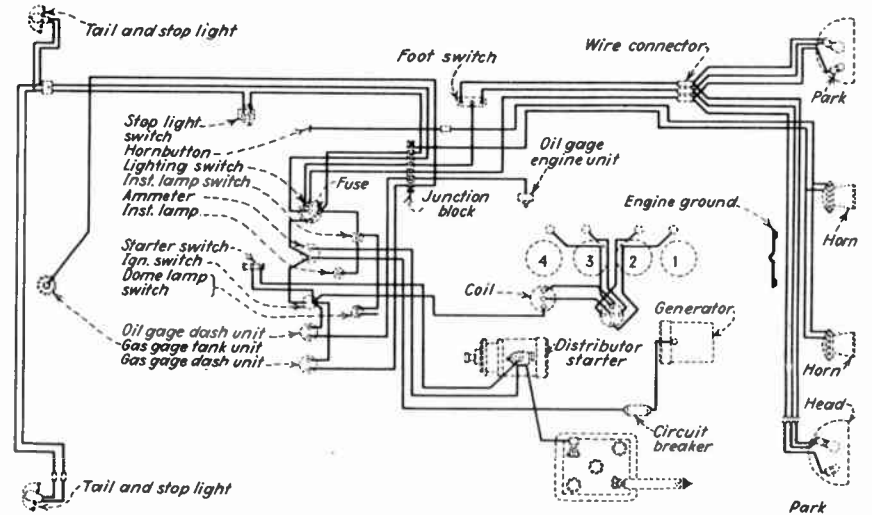 Tail and stop light
Foot switch
Wire connector
Park
Stop light
switch
Hornbutton
Lighting switch
Inst. lamp switch
Ammeter
Inst. lamp
Fuse
Junction
block
Oil gage
engine unit
Engine ground
Horn
Starter switch
Ign. switch
Dome lamp
switch
4 3 2 1
Coil
Generator
Oil gage dash unit
Gas gage tank unit
Gas gage dash unit
Distributor
starter
Horn
Head
Circuit
breaker
Tail and stop light
Park